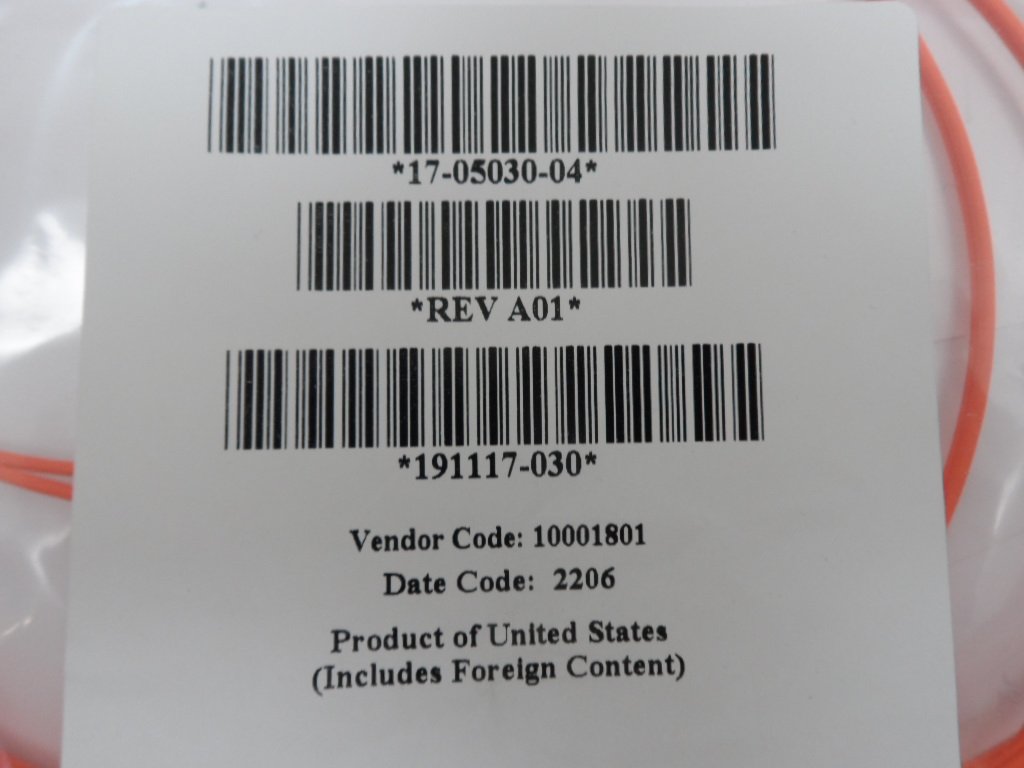 *17-05030-04*
*REV A01*
*191117-030*
Vendor Code: 10001801
Date Code: 2206
Product of United States
(Includes Foreign Content)